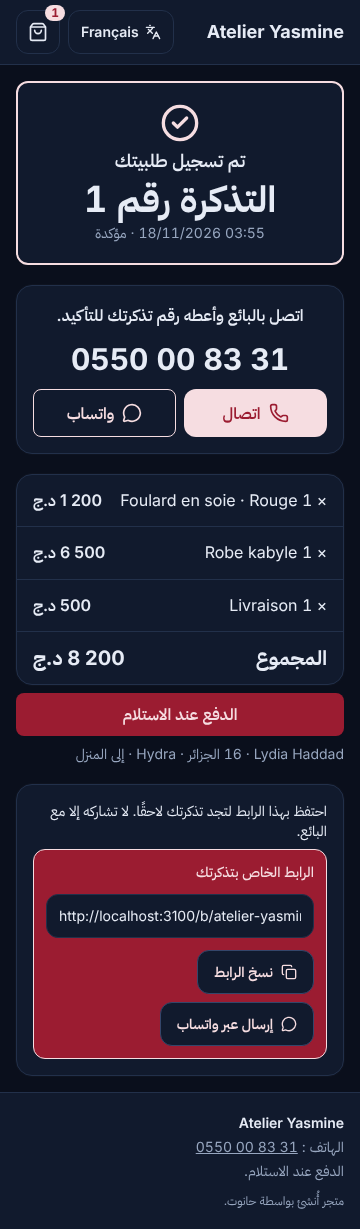 Atelier Yasmine
Français
1
تم تسجيل طلبيتك
التذكرة رقم 1
18/11/2026 03:55 · مؤكدة
اتصل بالبائع وأعطه رقم تذكرتك للتأكيد.
0550 00 83 31
اتصال
واتساب
Foulard en soie · Rouge 1 ×
1 200 د.ج
Robe kabyle 1 ×
6 500 د.ج
Livraison 1 ×
500 د.ج
المجموع
8 200 د.ج
الدفع عند الاستلام
Lydia Haddad · 16 الجزائر · Hydra · إلى المنزل
احتفظ بهذا الرابط لتجد تذكرتك لاحقًا. لا تشاركه إلا مع
البائع.
الرابط الخاص بتذكرتك
http://localhost:3100/b/atelier-yasmi
نسخ الرابط
إرسال عبر واتساب
Atelier Yasmine
الهاتف : 0550 00 83 31
الدفع عند الاستلام.
متجر أُنشئ بواسطة حانوت.